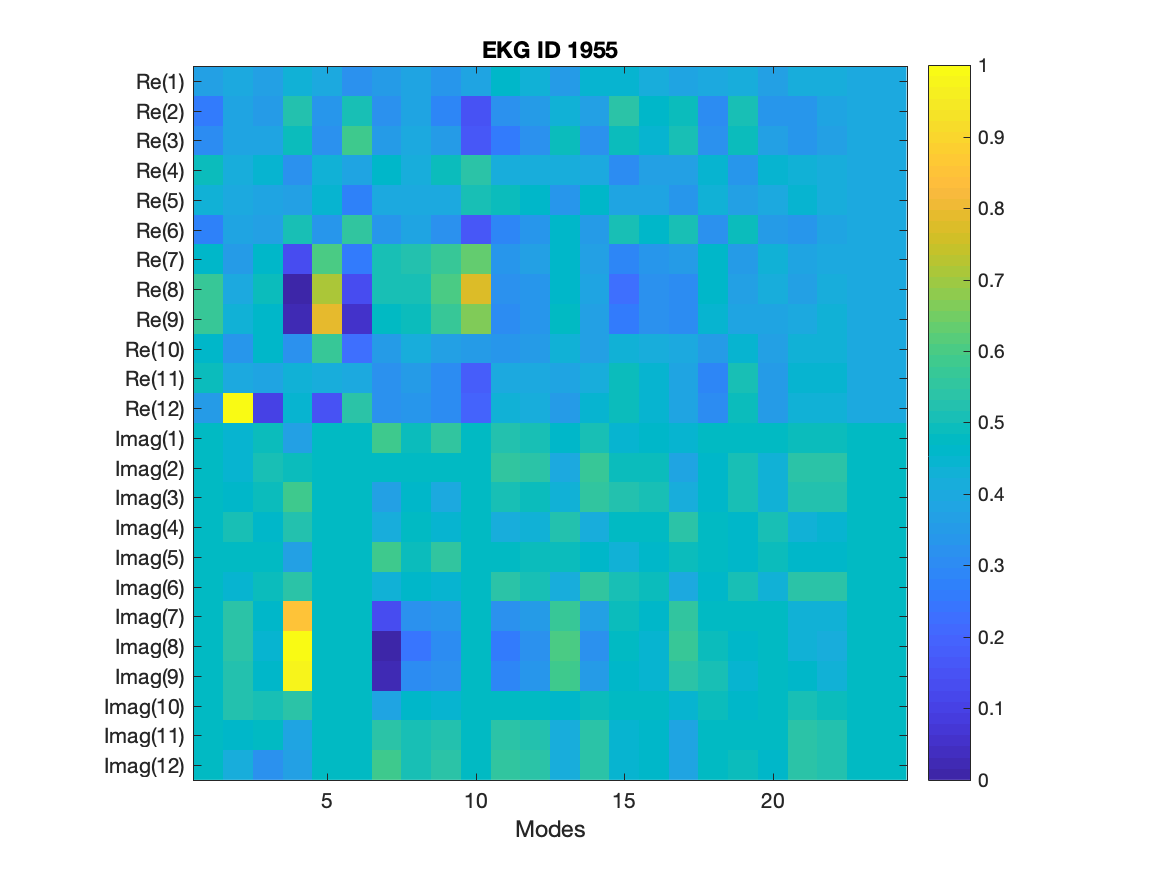 EKG ID 1955
Re(1)
Re(2)
Re(3)
Re(4)
Re(5)
Re(6)
Re(7)
Re(8)
Re(9)
Re(10)
Re(11)
Re(12)
Imag(1)
Imag(2)
Imag(3)
Imag(4)
Imag(5)
Imag(6)
Imag(7)
Imag(8)
Imag(9)
Imag(10)
Imag(11)
Imag(12)
5 10 15 20
Modes
1
0.9
0.8
0.7
0.6
0.5
0.4
0.3
0.2
0.1
0